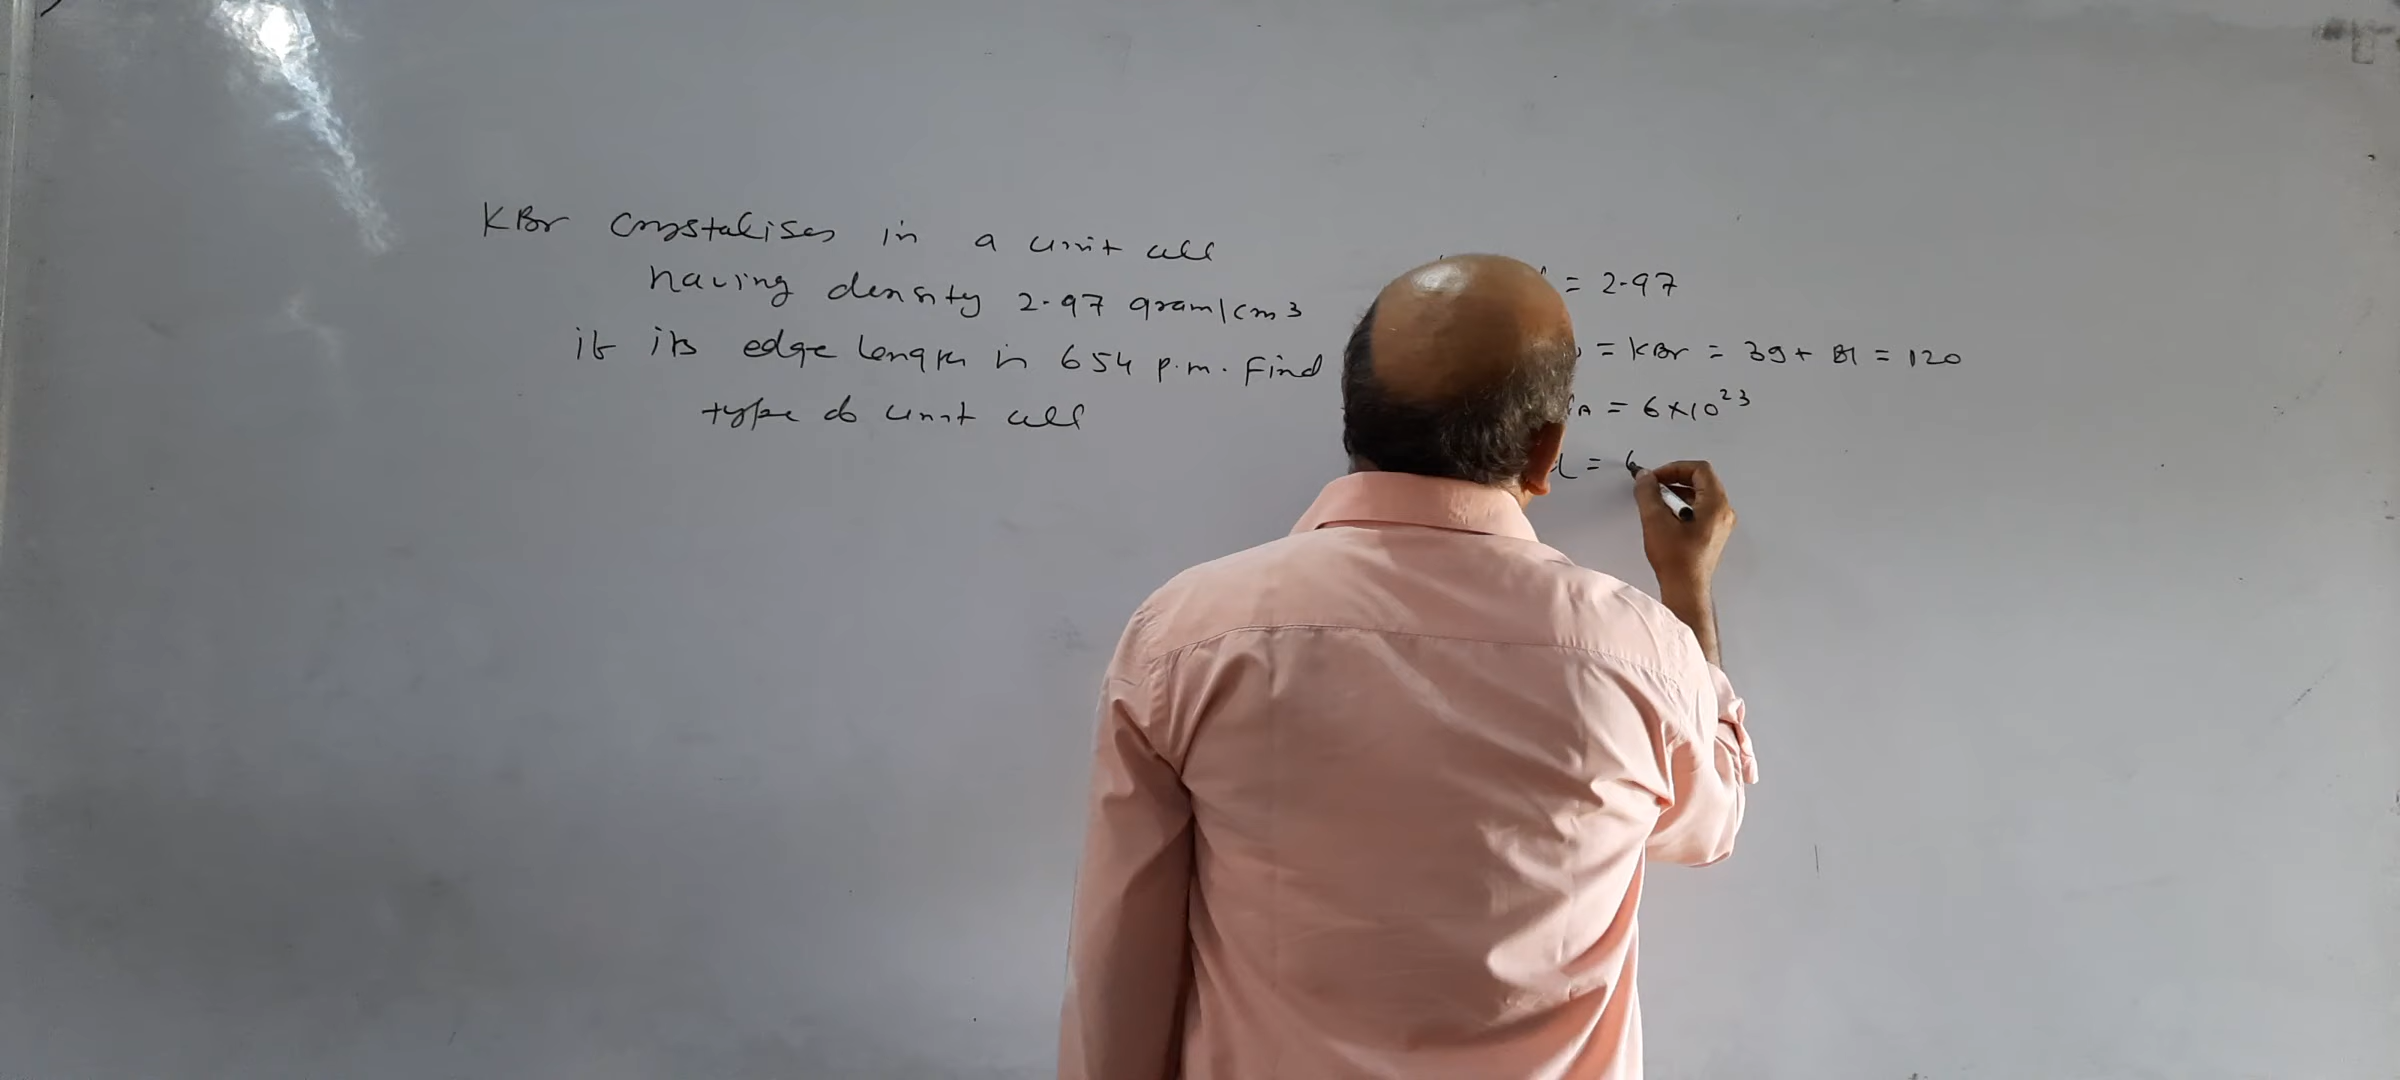 KBr crystalises in a unit cell
having density 2.97 gram/cm3
if its edge length is 654 p.m. Find
type of unit cell
= 2.97
= KBr = 39 + 81 = 120
A = 6×10²³
= 6